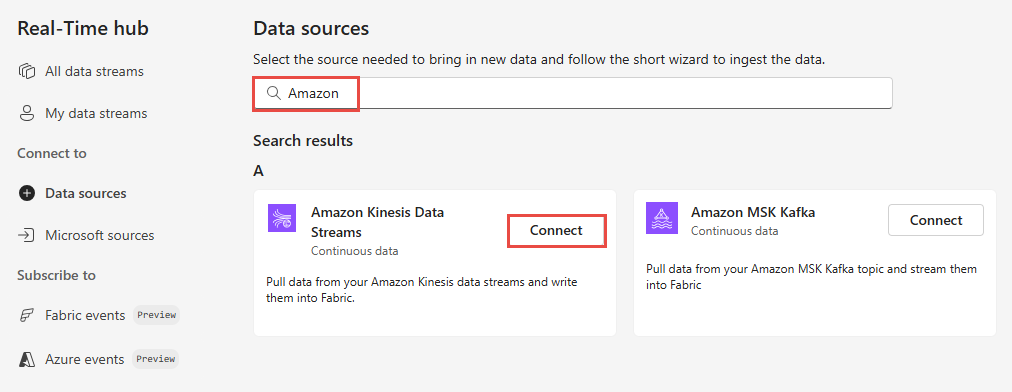 Real-Time hub
All data streams
My data streams
Connect to
Data sources
Microsoft sources
Subscribe to
Fabric events Preview
Azure events Preview
Data sources
Select the source needed to bring in new data and follow the short wizard to ingest the data.
Amazon
Search results
A
Amazon Kinesis Data
Streams
Continuous data
Connect
Pull data from your Amazon Kinesis data streams and write
them into Fabric.
Amazon MSK Kafka
Continuous data
Connect
Pull data from your Amazon MSK Kafka topic and stream them
into Fabric